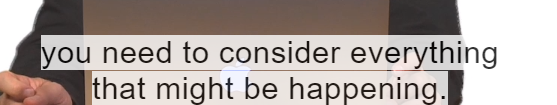 you need to consider everything
that might be happening.